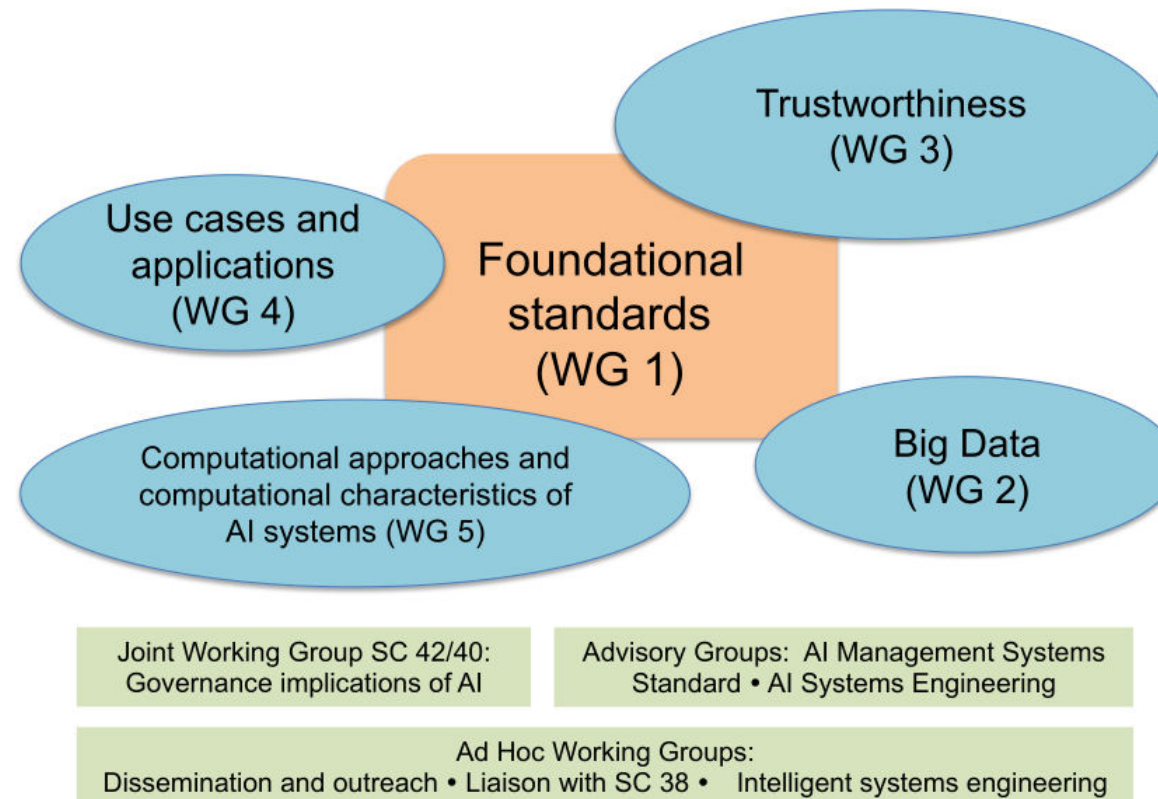 Trustworthiness
(WG 3)
Use cases and
applications
(WG 4)
Foundational
standards
(WG 1)
Computational approaches and
computational characteristics of
AI systems (WG 5)
Big Data
(WG 2)
Joint Working Group SC 42/40:
Governance implications of AI
Advisory Groups: AI Management Systems
Standard • AI Systems Engineering
Ad Hoc Working Groups:
Dissemination and outreach • Liaison with SC 38 • Intelligent systems engineering